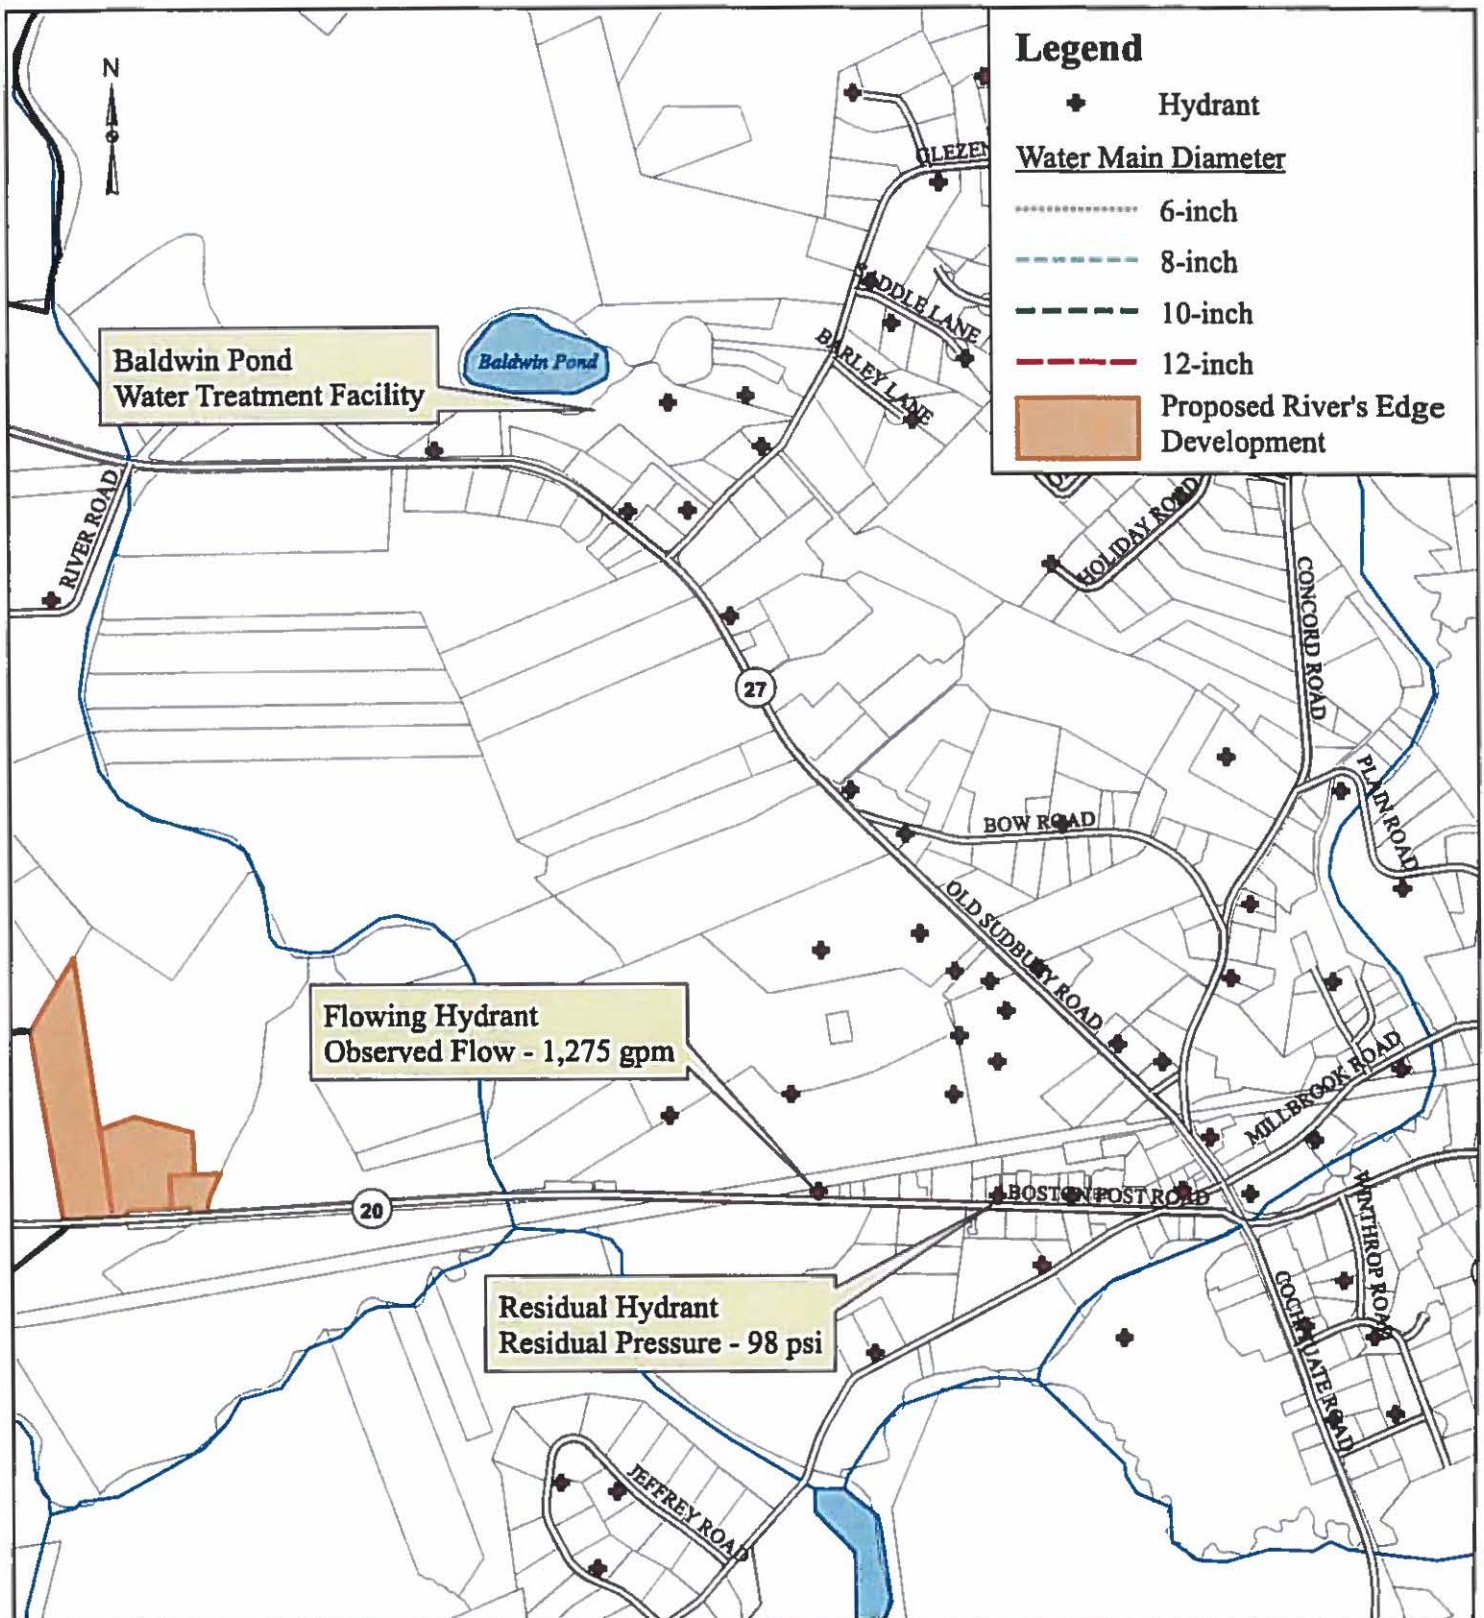 N
Legend
Hydrant
Water Main Diameter
6-inch
8-inch
10-inch
12-inch
Proposed River's Edge
Development
GLEZEN
SADDLE LANE
BARLEY LANE
Baldwin Pond
Water Treatment Facility
Baldwin Pond
RIVER ROAD
HOLIDAY ROAD
CONCORD ROAD
27
PLAIN ROAD
BOW ROAD
OLD SUDBURY ROAD
Flowing Hydrant
Observed Flow - 1,275 gpm
MILLBROOK ROAD
20
BOSTON POST ROAD
WINTHROP ROAD
Residual Hydrant
Residual Pressure - 98 psi
COCHITUATE ROAD
JEFFREY ROAD